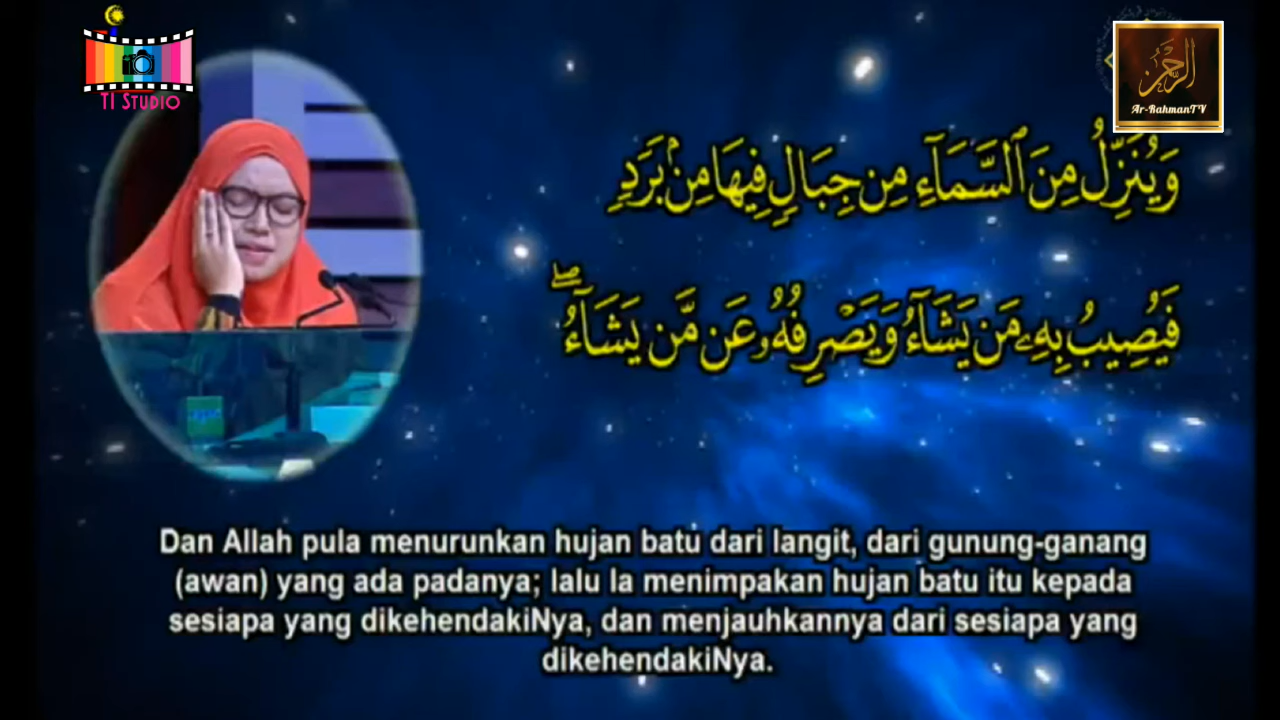 TI STUDIO
الرحمن
Ar-RahmanTV
وَيُنَزِّلُ مِنَ ٱلسَّمَآءِ مِن جِبَالٍ فِيهَا مِنۢ بَرَدٍ
فَيُصِيبُ بِهِۦ مَن يَشَآءُ وَيَصْرِفُهُۥ عَن مَّن يَشَآءُ ۖ
Dan Allah pula menurunkan hujan batu dari langit, dari gunung-ganang
(awan) yang ada padanya; lalu Ia menimpakan hujan batu itu kepada
sesiapa yang dikehendakiNya, dan menjauhkannya dari sesiapa yang
dikehendakiNya.